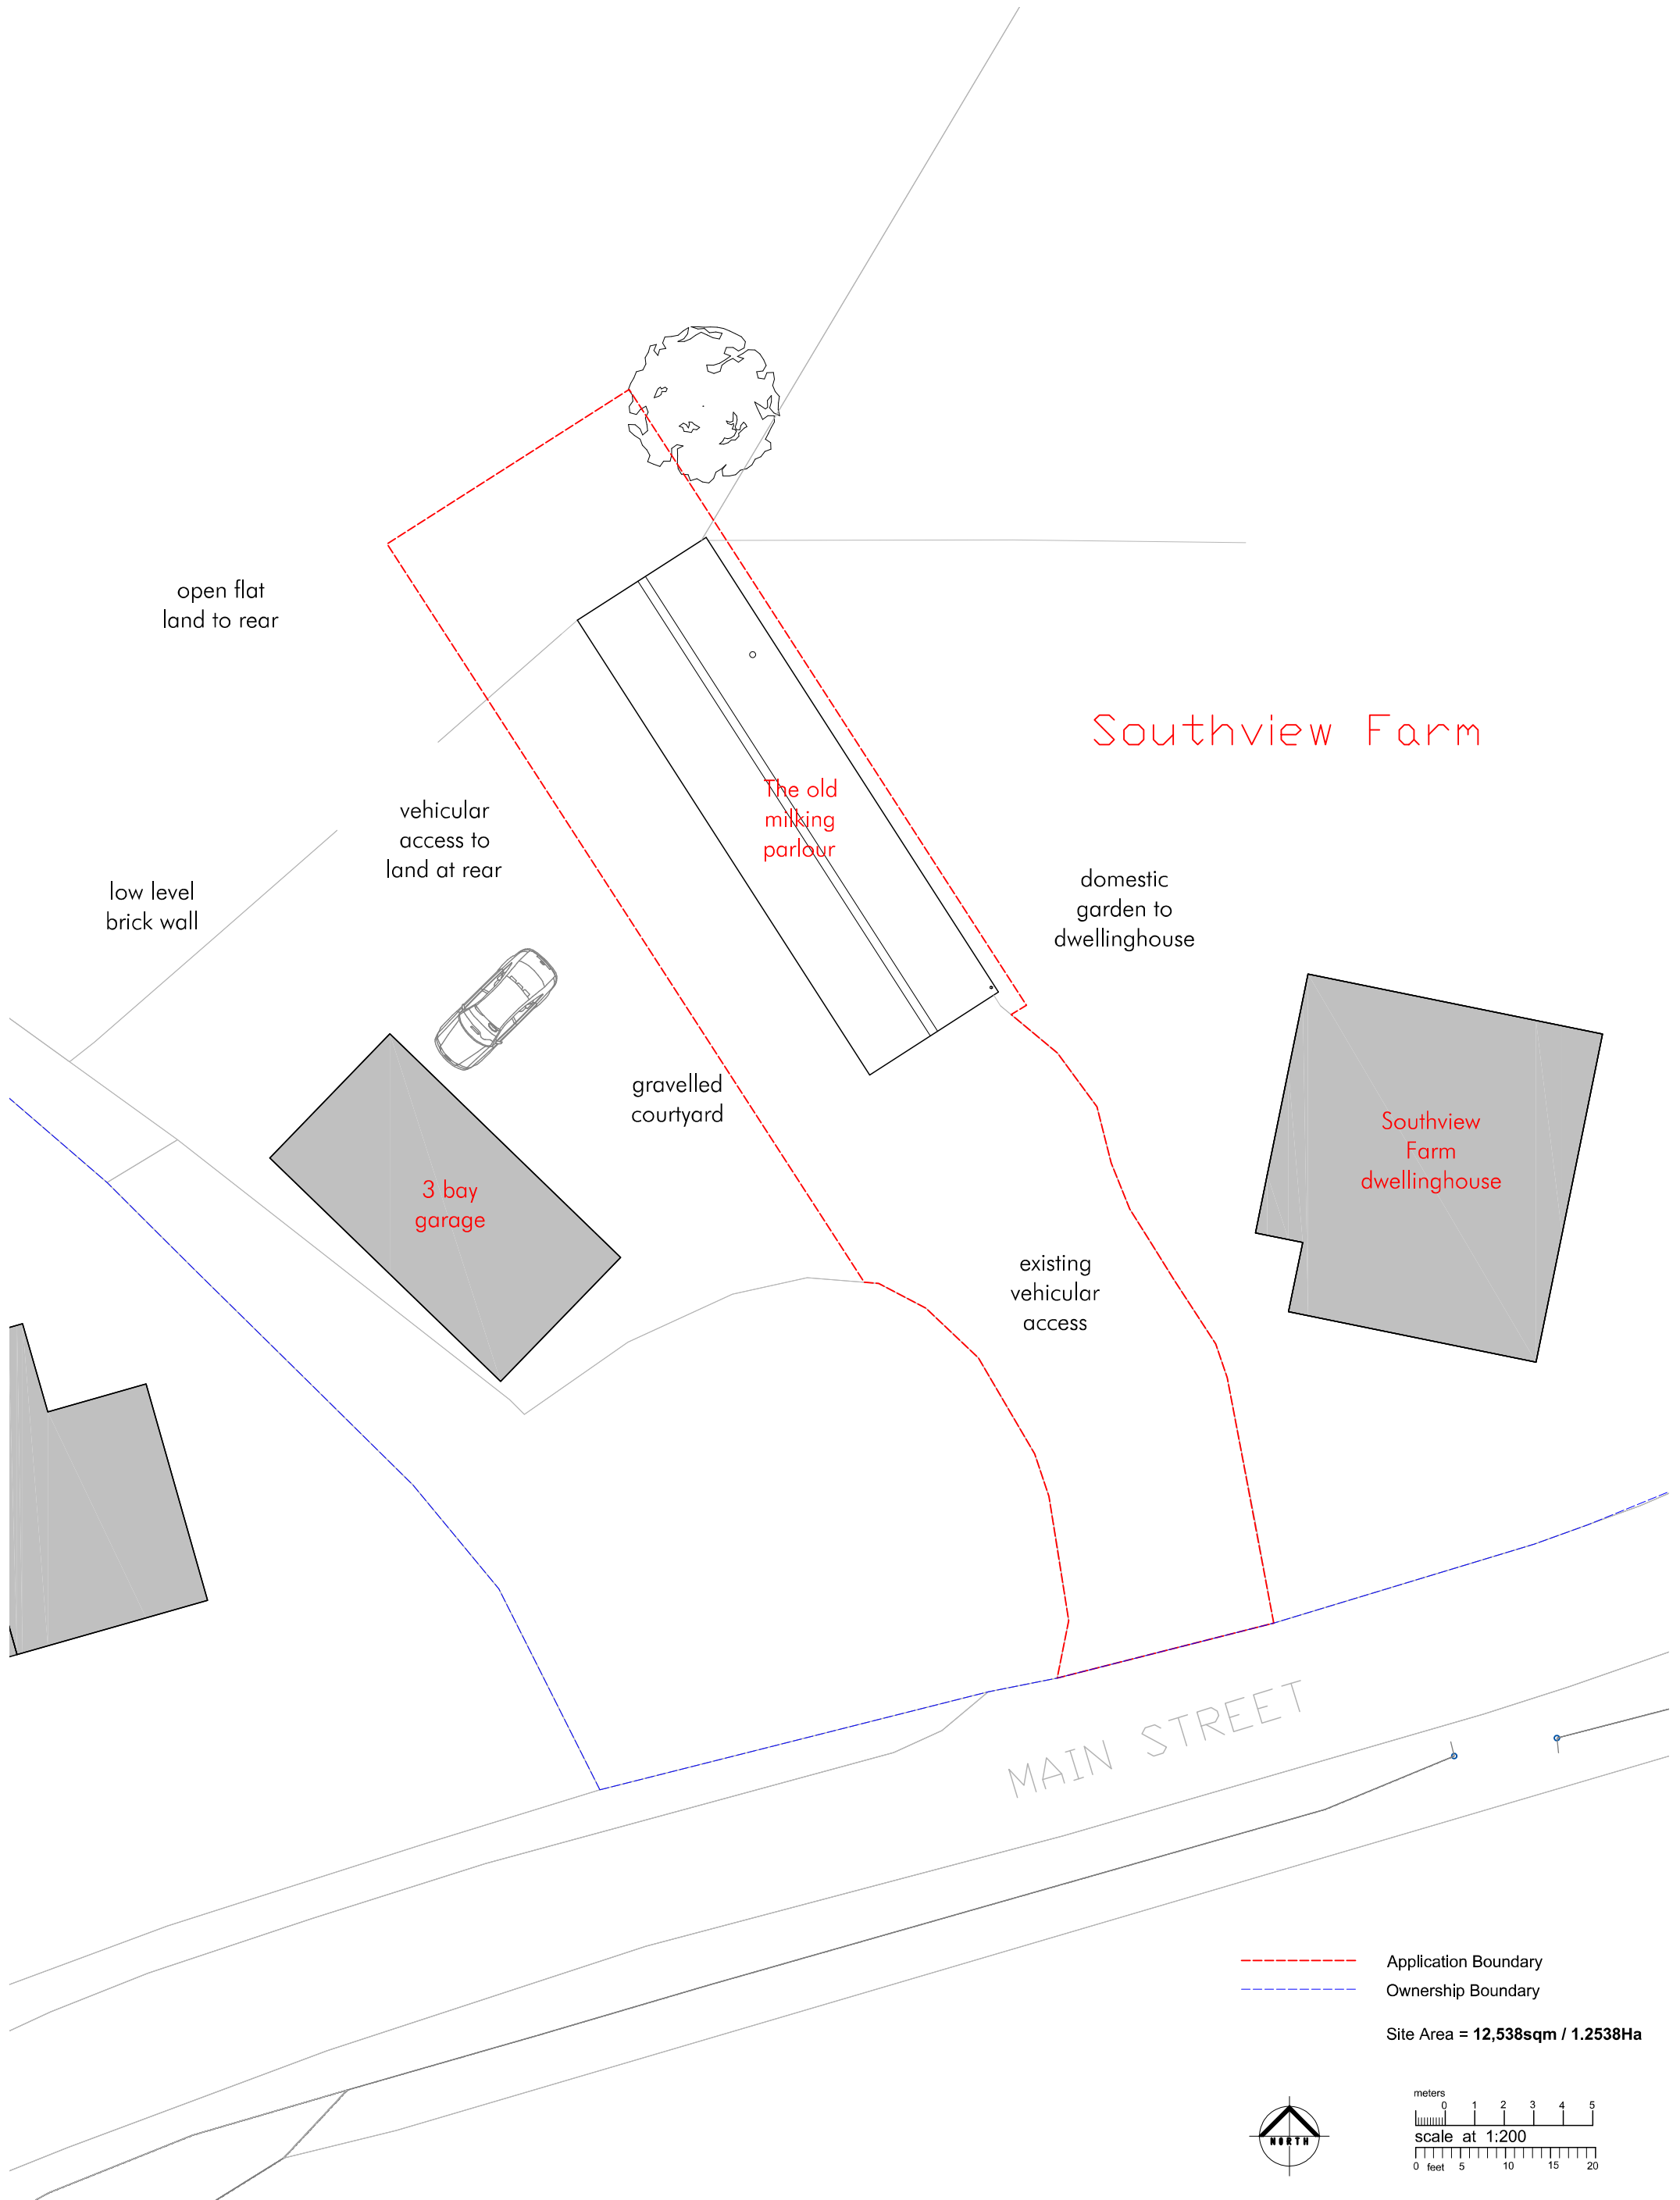 open flat
land to rear
Southview Farm
The old
milking
parlour
vehicular
access to
land at rear
low level
brick wall
domestic
garden to
dwellinghouse
gravelled
courtyard
Southview
Farm
dwellinghouse
3 bay
garage
existing
vehicular
access
MAIN STREET
Application Boundary
Ownership Boundary
Site Area = 12,538sqm / 1.2538Ha
NORTH
meters
0 1 2 3 4 5
scale at 1:200
0 feet 5 10 15 20